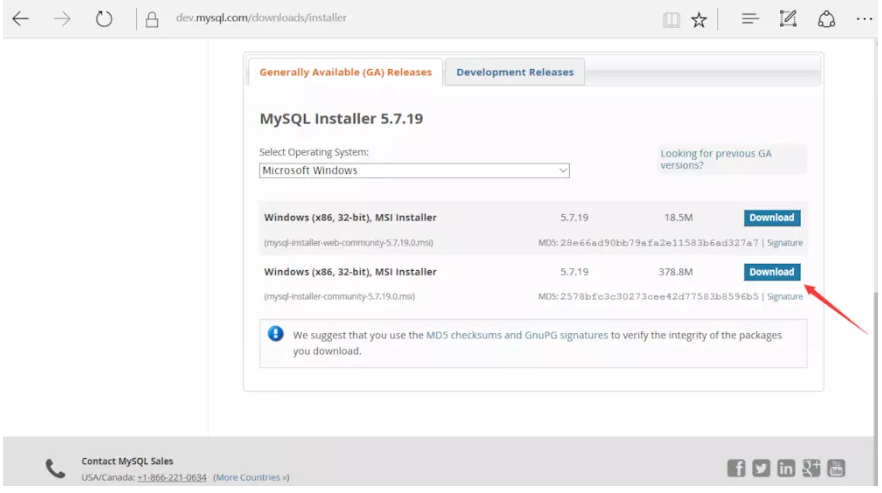 dev.mysql.com/downloads/installer
Generally Available (GA) Releases Development Releases
MySQL Installer 5.7.19
Select Operating System:
Microsoft Windows
Looking for previous GA
versions?
Windows (x86, 32-bit), MSI Installer 5.7.19 18.5M Download
(mysql-installer-web-community-5.7.19.0.msi) MD5: 28e66ad90bb79afa2e11583b6ad327a7 | Signature
Windows (x86, 32-bit), MSI Installer 5.7.19 378.8M Download
(mysql-installer-community-5.7.19.0.msi) MD5: 2578bfc3c30273cee42d77583b8596b5 | Signature
We suggest that you use the MD5 checksums and GnuPG signatures to verify the integrity of the packages
you download.
Contact MySQL Sales
USA/Canada: +1-866-221-0634 (More Countries »)